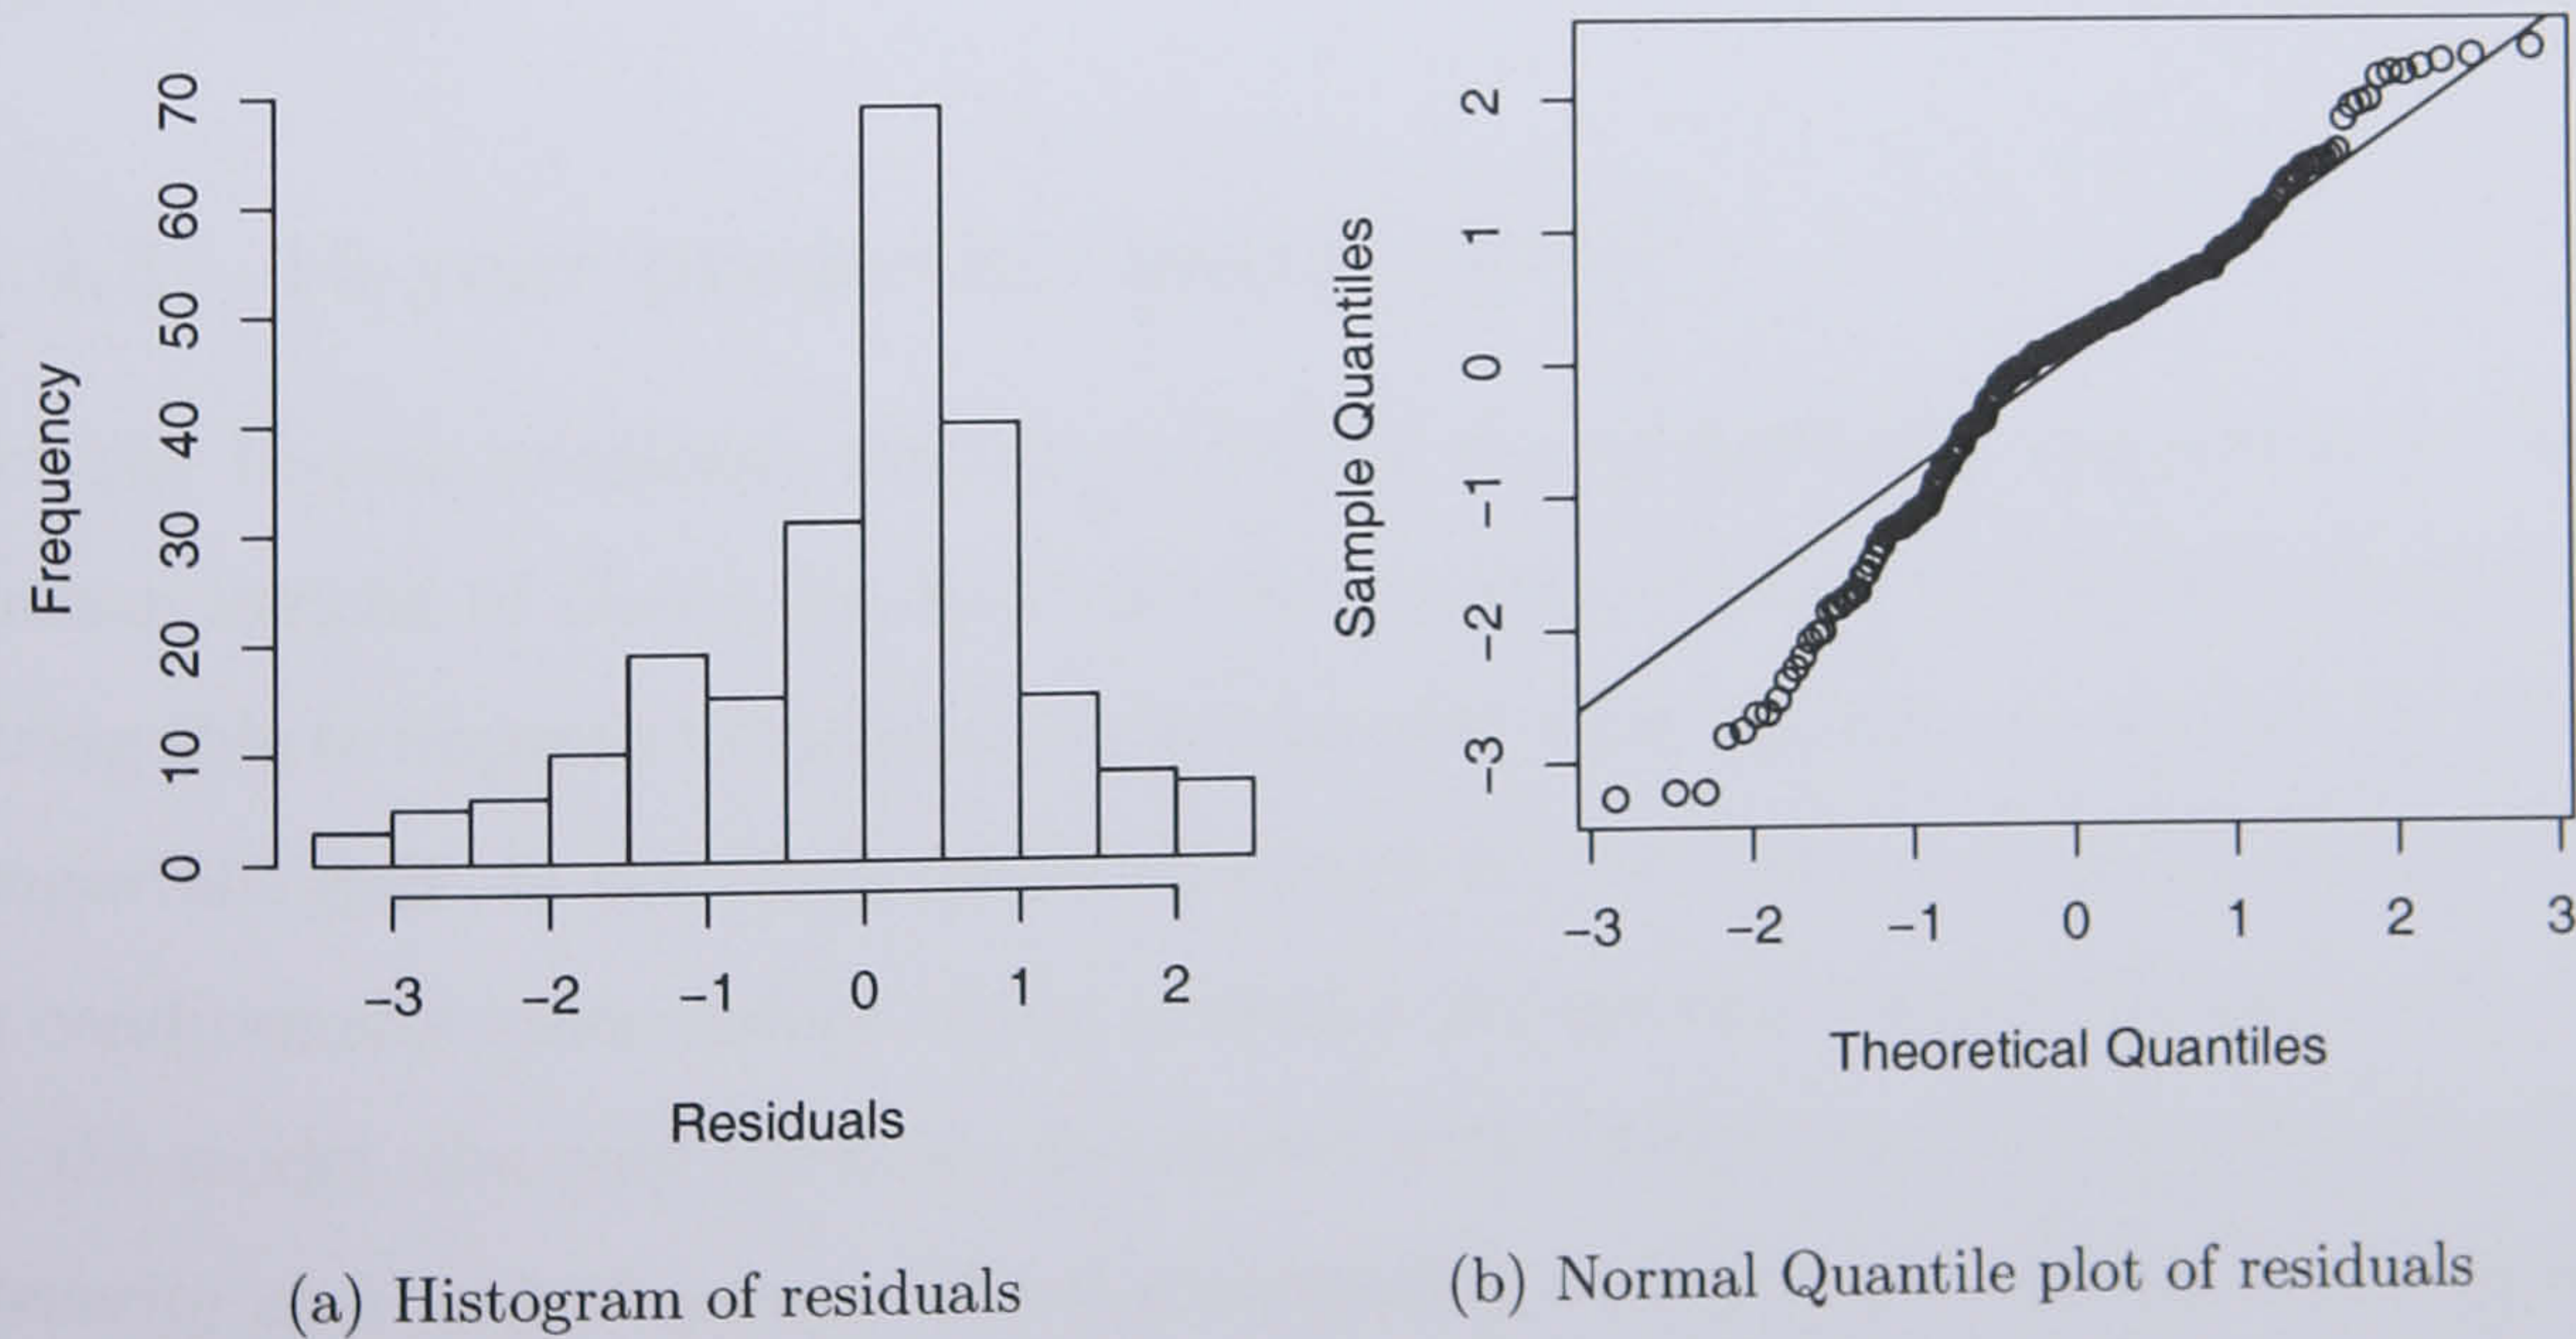 Frequency
70
60
50
40
30
20
10
0
−3 −2 −1 0 1 2
Residuals
(a) Histogram of residuals
Sample Quantiles
2
1
0
−1
−2
−3
−3 −2 −1 0 1 2 3
Theoretical Quantiles
(b) Normal Quantile plot of residuals